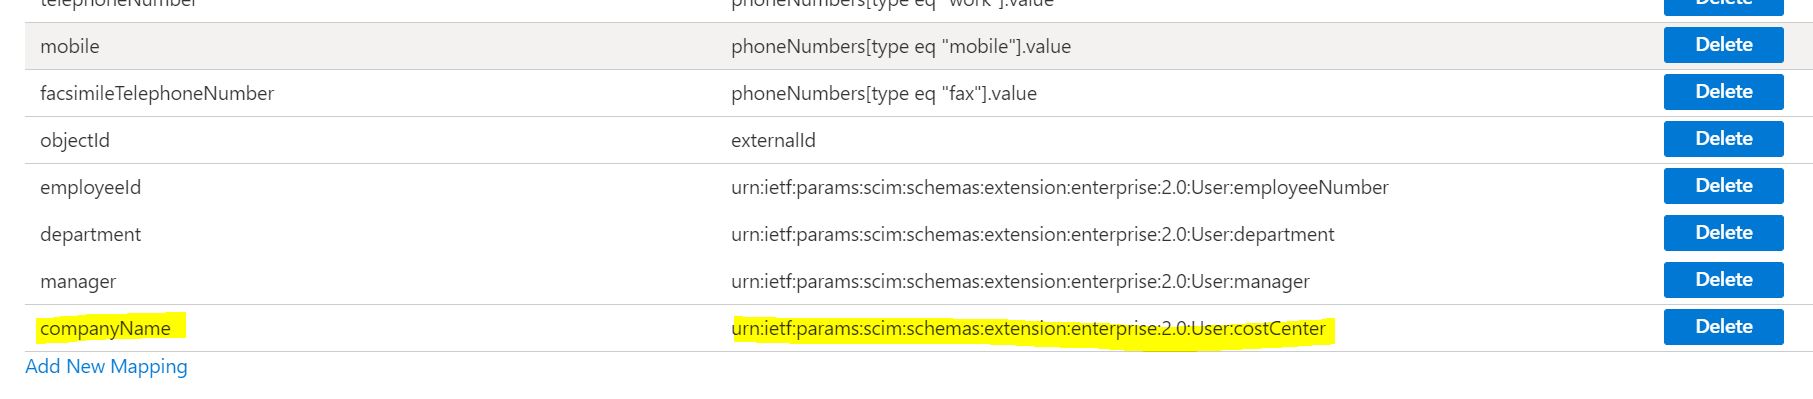 telephoneNumber phoneNumbers[type eq "work"].value Delete
mobile phoneNumbers[type eq "mobile"].value Delete
facsimileTelephoneNumber phoneNumbers[type eq "fax"].value Delete
objectId externalId Delete
employeeId urn:ietf:params:scim:schemas:extension:enterprise:2.0:User:employeeNumber Delete
department urn:ietf:params:scim:schemas:extension:enterprise:2.0:User:department Delete
manager urn:ietf:params:scim:schemas:extension:enterprise:2.0:User:manager Delete
companyName urn:ietf:params:scim:schemas:extension:enterprise:2.0:User:costCenter Delete
Add New Mapping